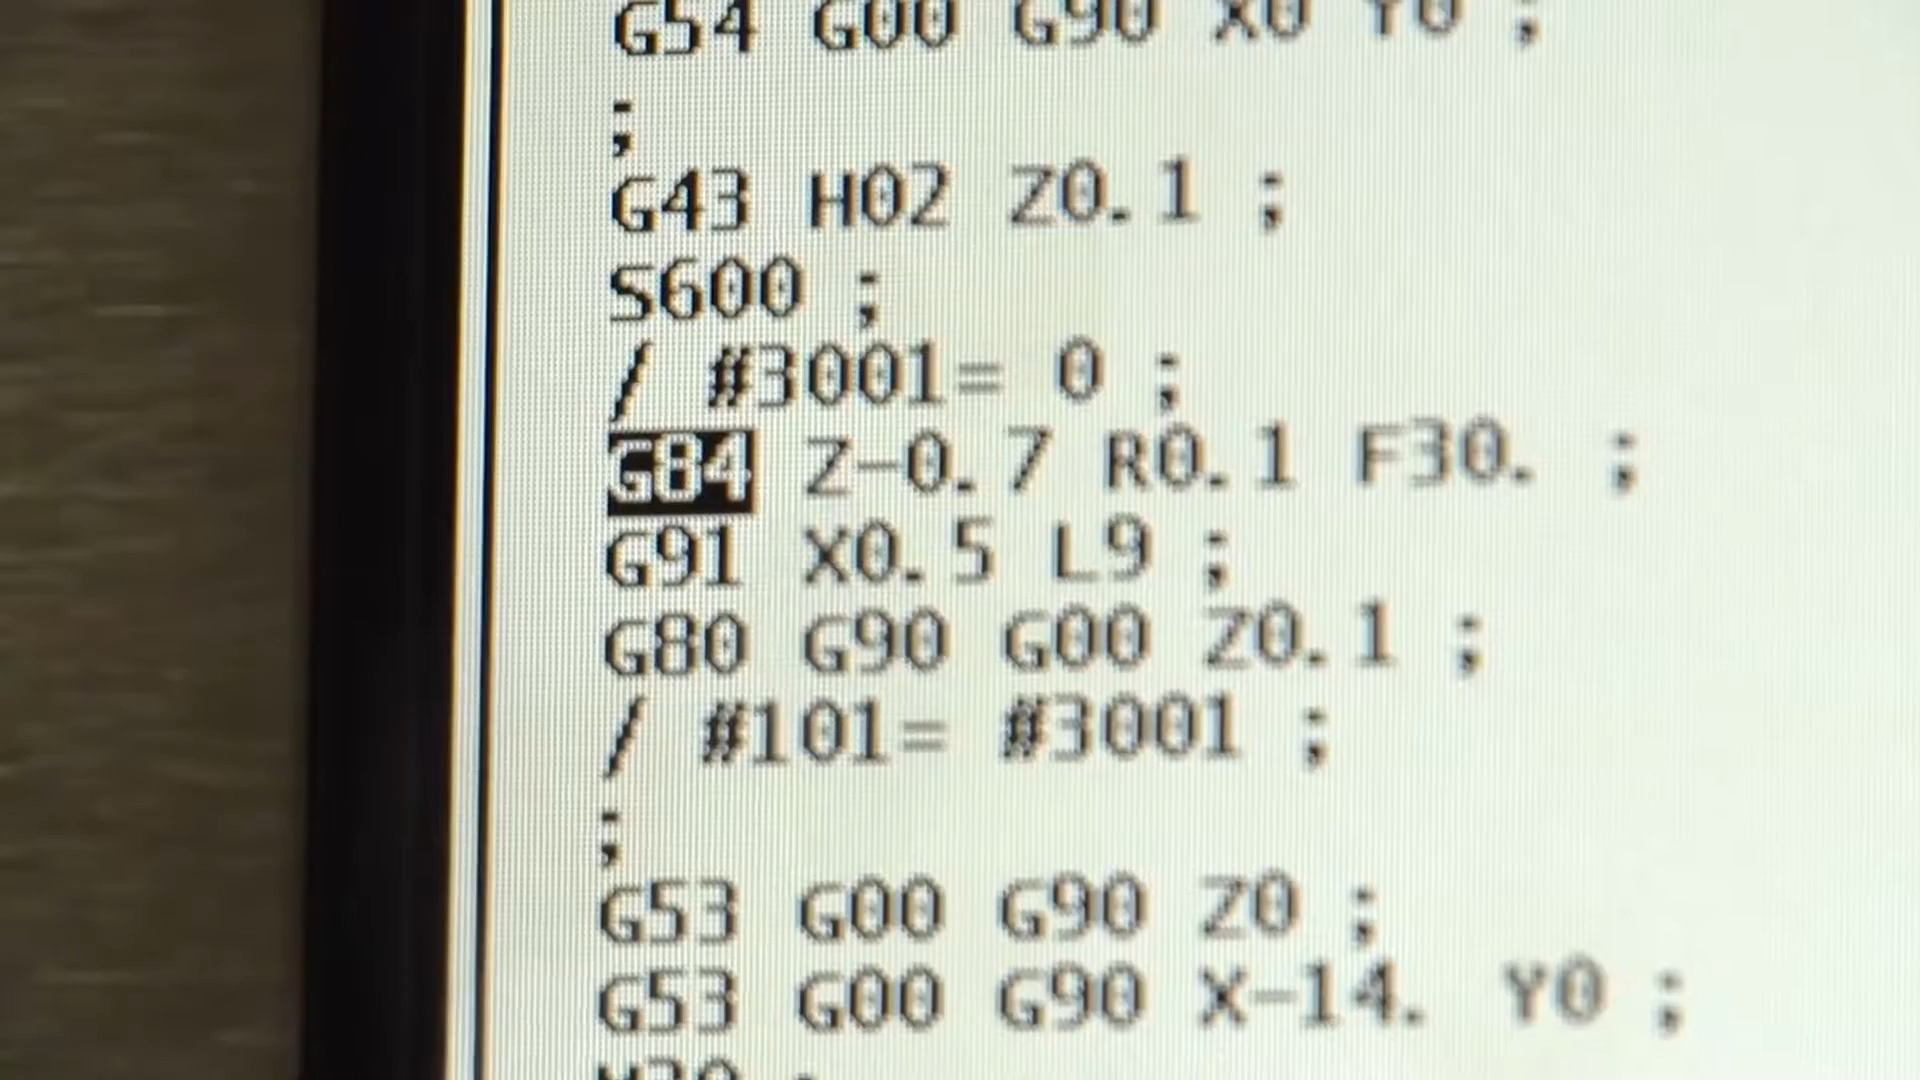 G54 G00 G90 X0 Y0 ;
;
G43 H02 Z0.1 ;
S600 ;
/ #3001= 0 ;
G84 Z-0.7 R0.1 F30. ;
G91 X0.5 L9 ;
G80 G90 G00 Z0.1 ;
/ #101= #3001 ;
;
G53 G00 G90 Z0 ;
G53 G00 G90 X-14. Y0 ;